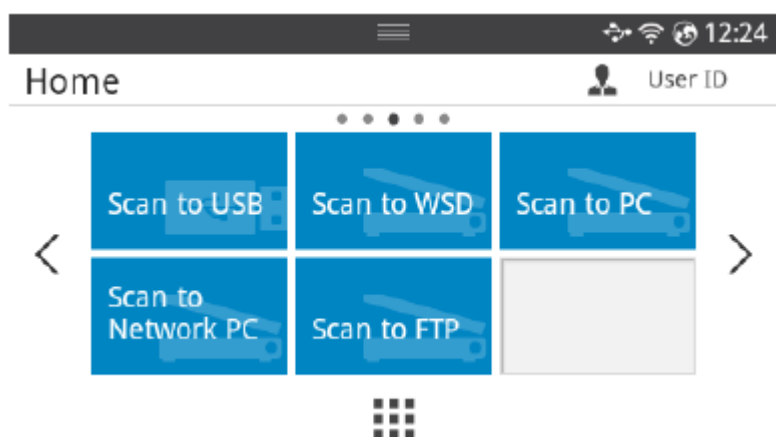 12:24
Home
User ID
Scan to USB
Scan to WSD
Scan to PC
Scan to
Network PC
Scan to FTP